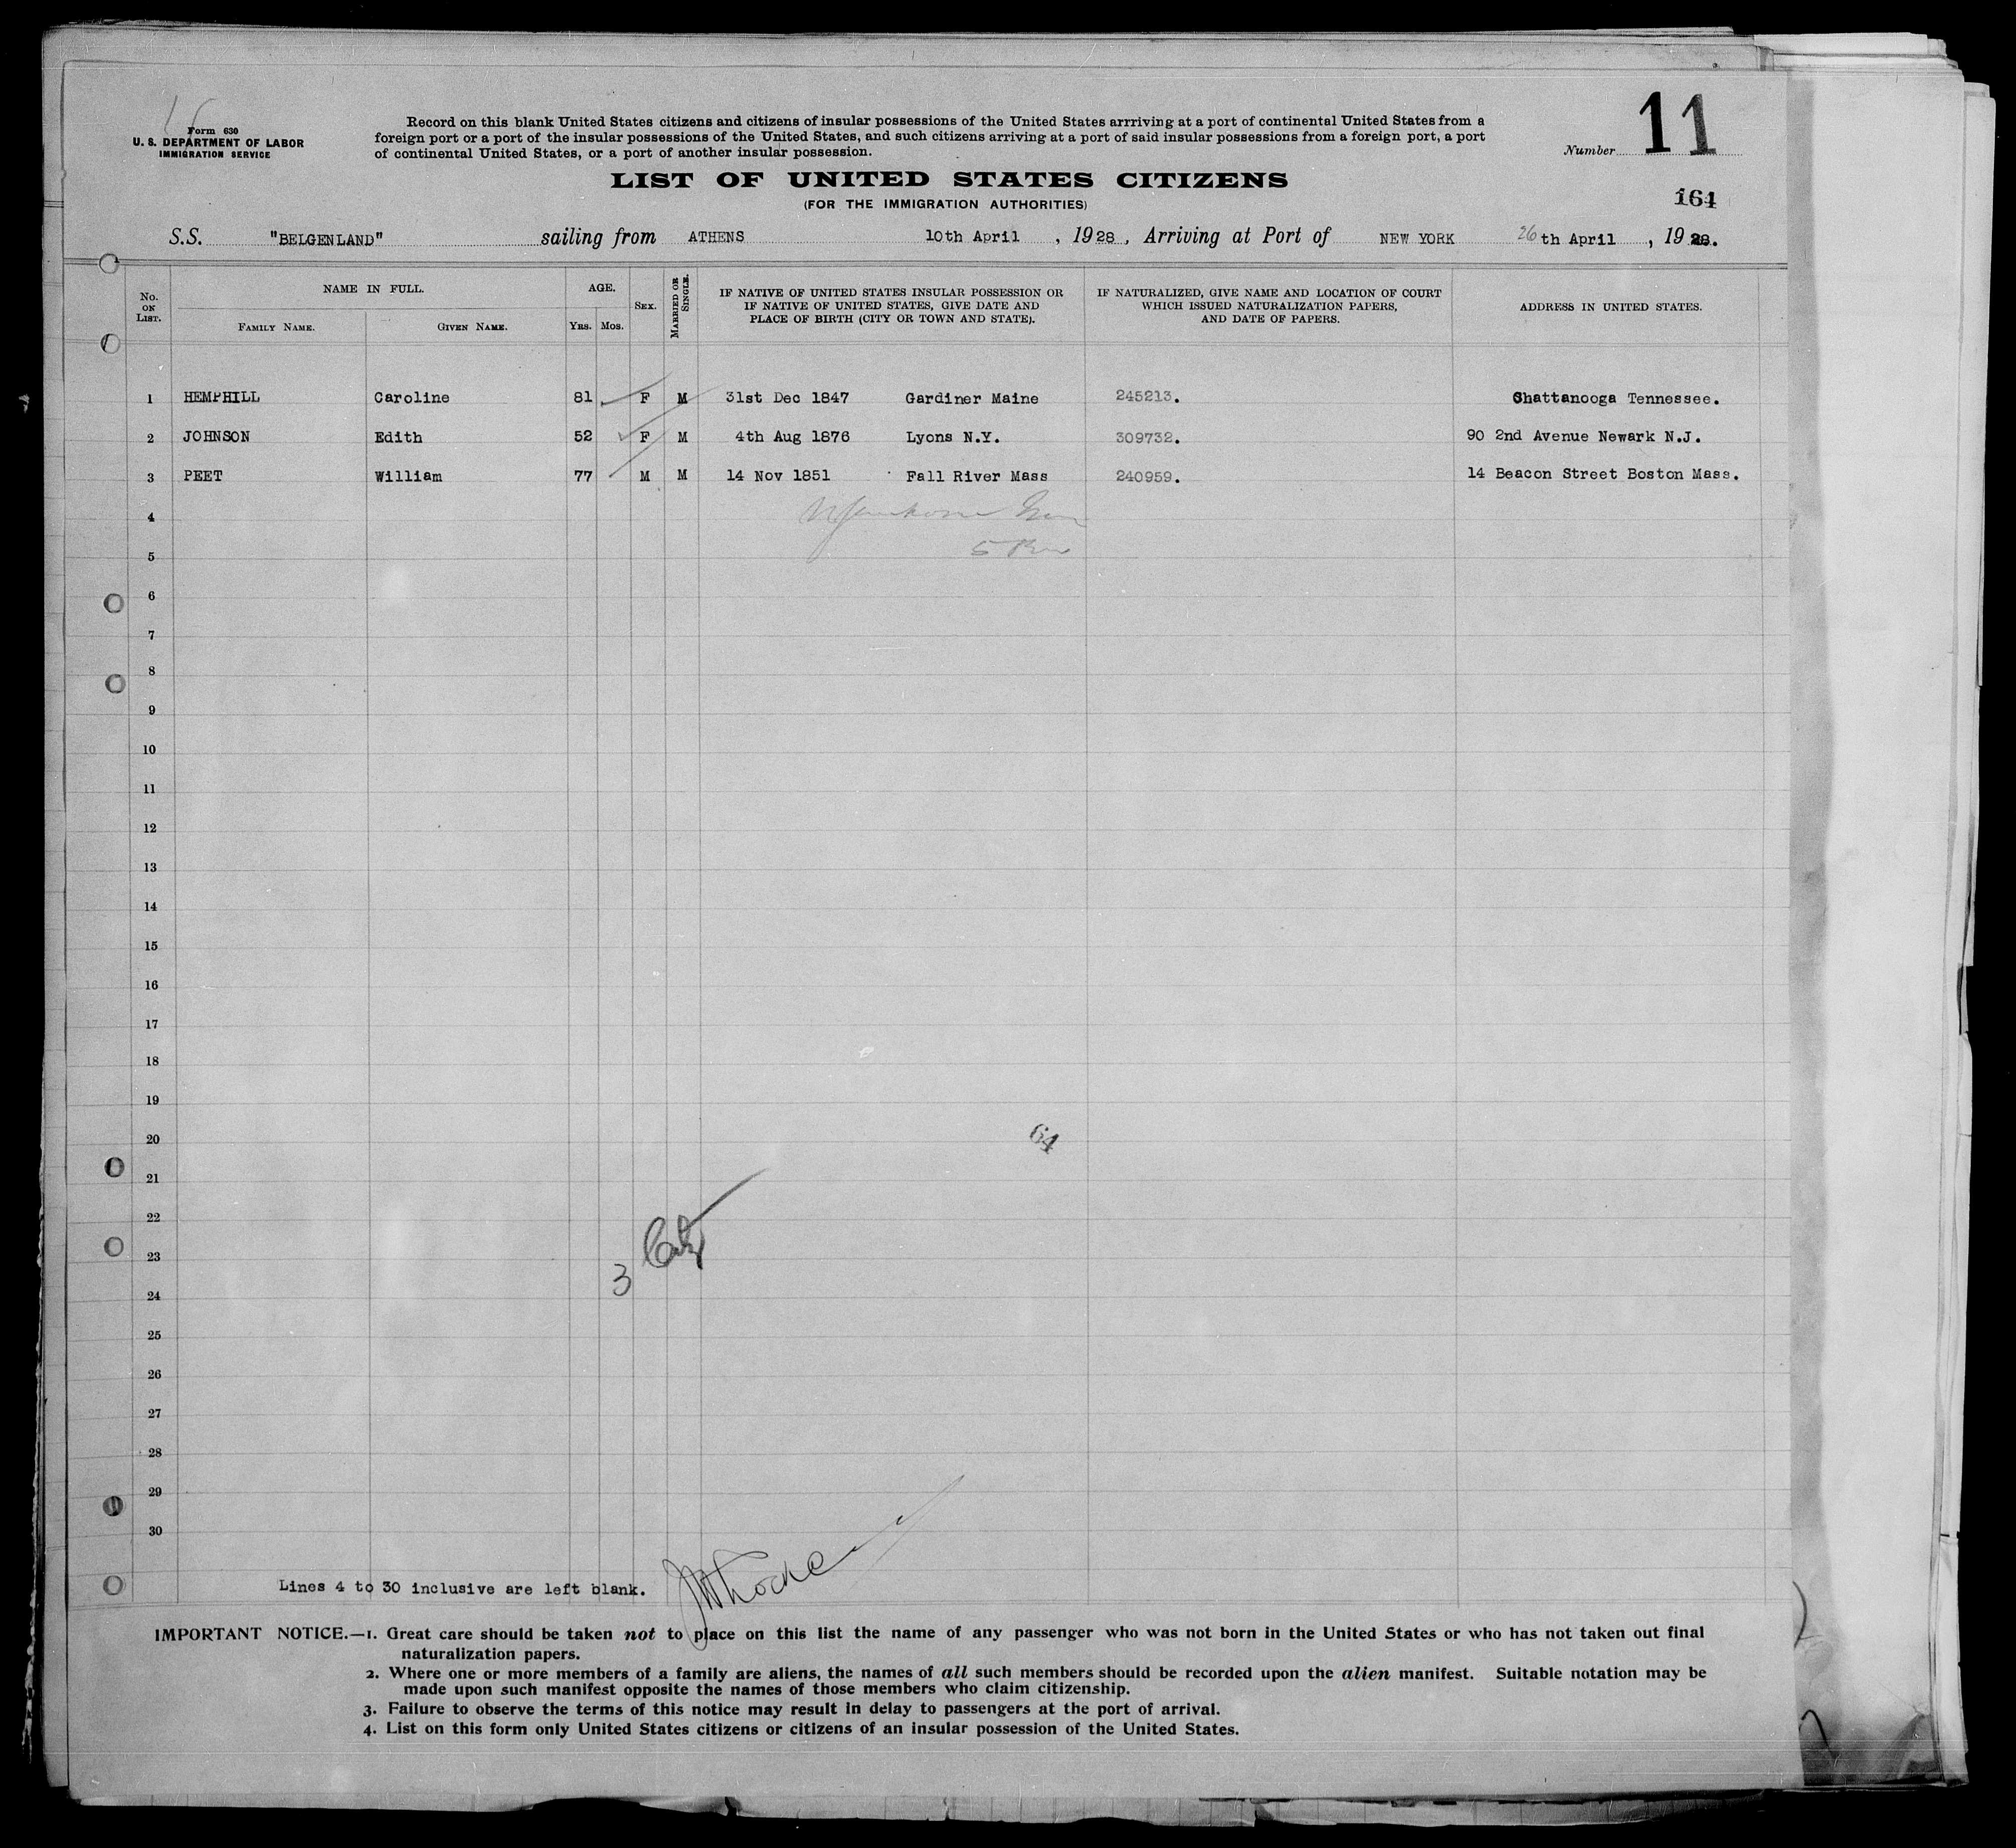 Form 630
U. S. DEPARTMENT OF LABOR
IMMIGRATION SERVICE
Record on this blank United States citizens and citizens of insular possessions of the United States arrriving at a port of continental United States from a
foreign port or a port of the insular possessions of the United States, and such citizens arriving at a port of said insular possessions from a foreign port, a port
of continental United States, or a port of another insular possession.
Number 11
LIST OF UNITED STATES CITIZENS
(FOR THE IMMIGRATION AUTHORITIES)
164
S.S. "BELGENLAND" sailing from ATHENS 10th April , 1928 , Arriving at Port of NEW YORK 26th April , 1928.
No. ON LIST.
NAME IN FULL.
FAMILY NAME. GIVEN NAME.
AGE.
YRS. MOS.
SEX.
MARRIED OR SINGLE.
IF NATIVE OF UNITED STATES INSULAR POSSESSION OR
IF NATIVE OF UNITED STATES, GIVE DATE AND
PLACE OF BIRTH (CITY OR TOWN AND STATE).
IF NATURALIZED, GIVE NAME AND LOCATION OF COURT
WHICH ISSUED NATURALIZATION PAPERS,
AND DATE OF PAPERS.
ADDRESS IN UNITED STATES.
1 HEMPHILL Caroline 81 F M 31st Dec 1847 Gardiner Maine 245213. Chattanooga Tennessee.
2 JOHNSON Edith 52 F M 4th Aug 1876 Lyons N.Y. 309732. 90 2nd Avenue Newark N.J.
3 PEET William 77 M M 14 Nov 1851 Fall River Mass 240959. 14 Beacon Street Boston Mass.
4
5
6
7
8
9
10
11
12
13
14
15
16
17
18
19
20
64
21
22
23
3
24
25
26
27
28
29
30
Lines 4 to 30 inclusive are left blank.
IMPORTANT NOTICE.—1. Great care should be taken not to place on this list the name of any passenger who was not born in the United States or who has not taken out final
naturalization papers.
2. Where one or more members of a family are aliens, the names of all such members should be recorded upon the alien manifest. Suitable notation may be
made upon such manifest opposite the names of those members who claim citizenship.
3. Failure to observe the terms of this notice may result in delay to passengers at the port of arrival.
4. List on this form only United States citizens or citizens of an insular possession of the United States.